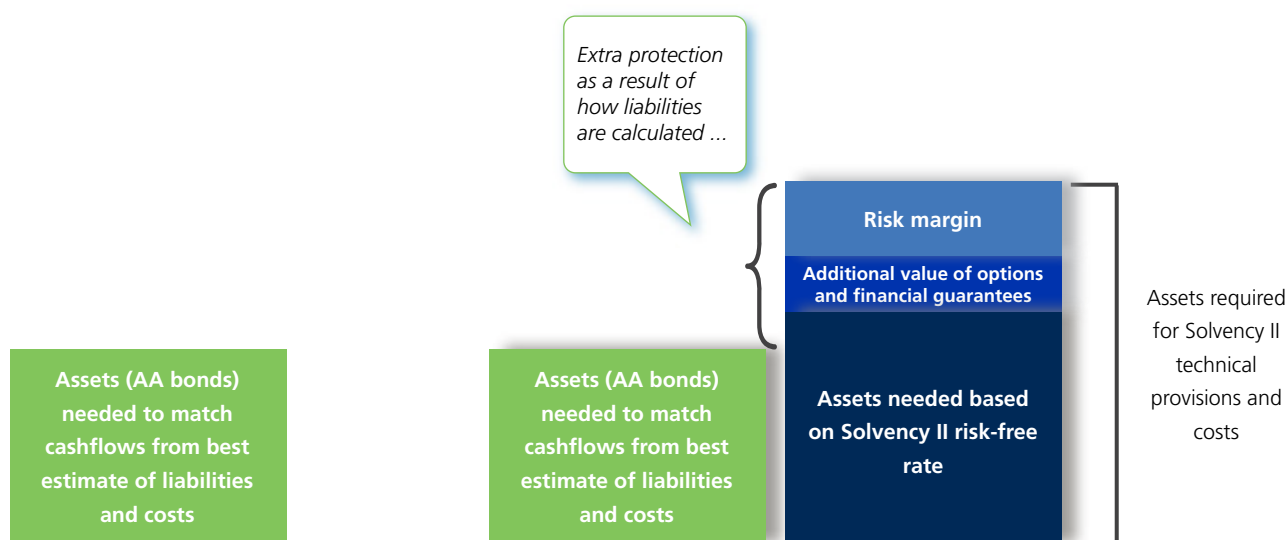 Extra protection
as a result of
how liabilities
are calculated ...
Risk margin
Additional value of options
and financial guarantees
Assets required
for Solvency II
technical
provisions and
costs
Assets (AA bonds)
needed to match
cashflows from best
estimate of liabilities
and costs
Assets (AA bonds)
needed to match
cashflows from best
estimate of liabilities
and costs
Assets needed based
on Solvency II risk-free
rate